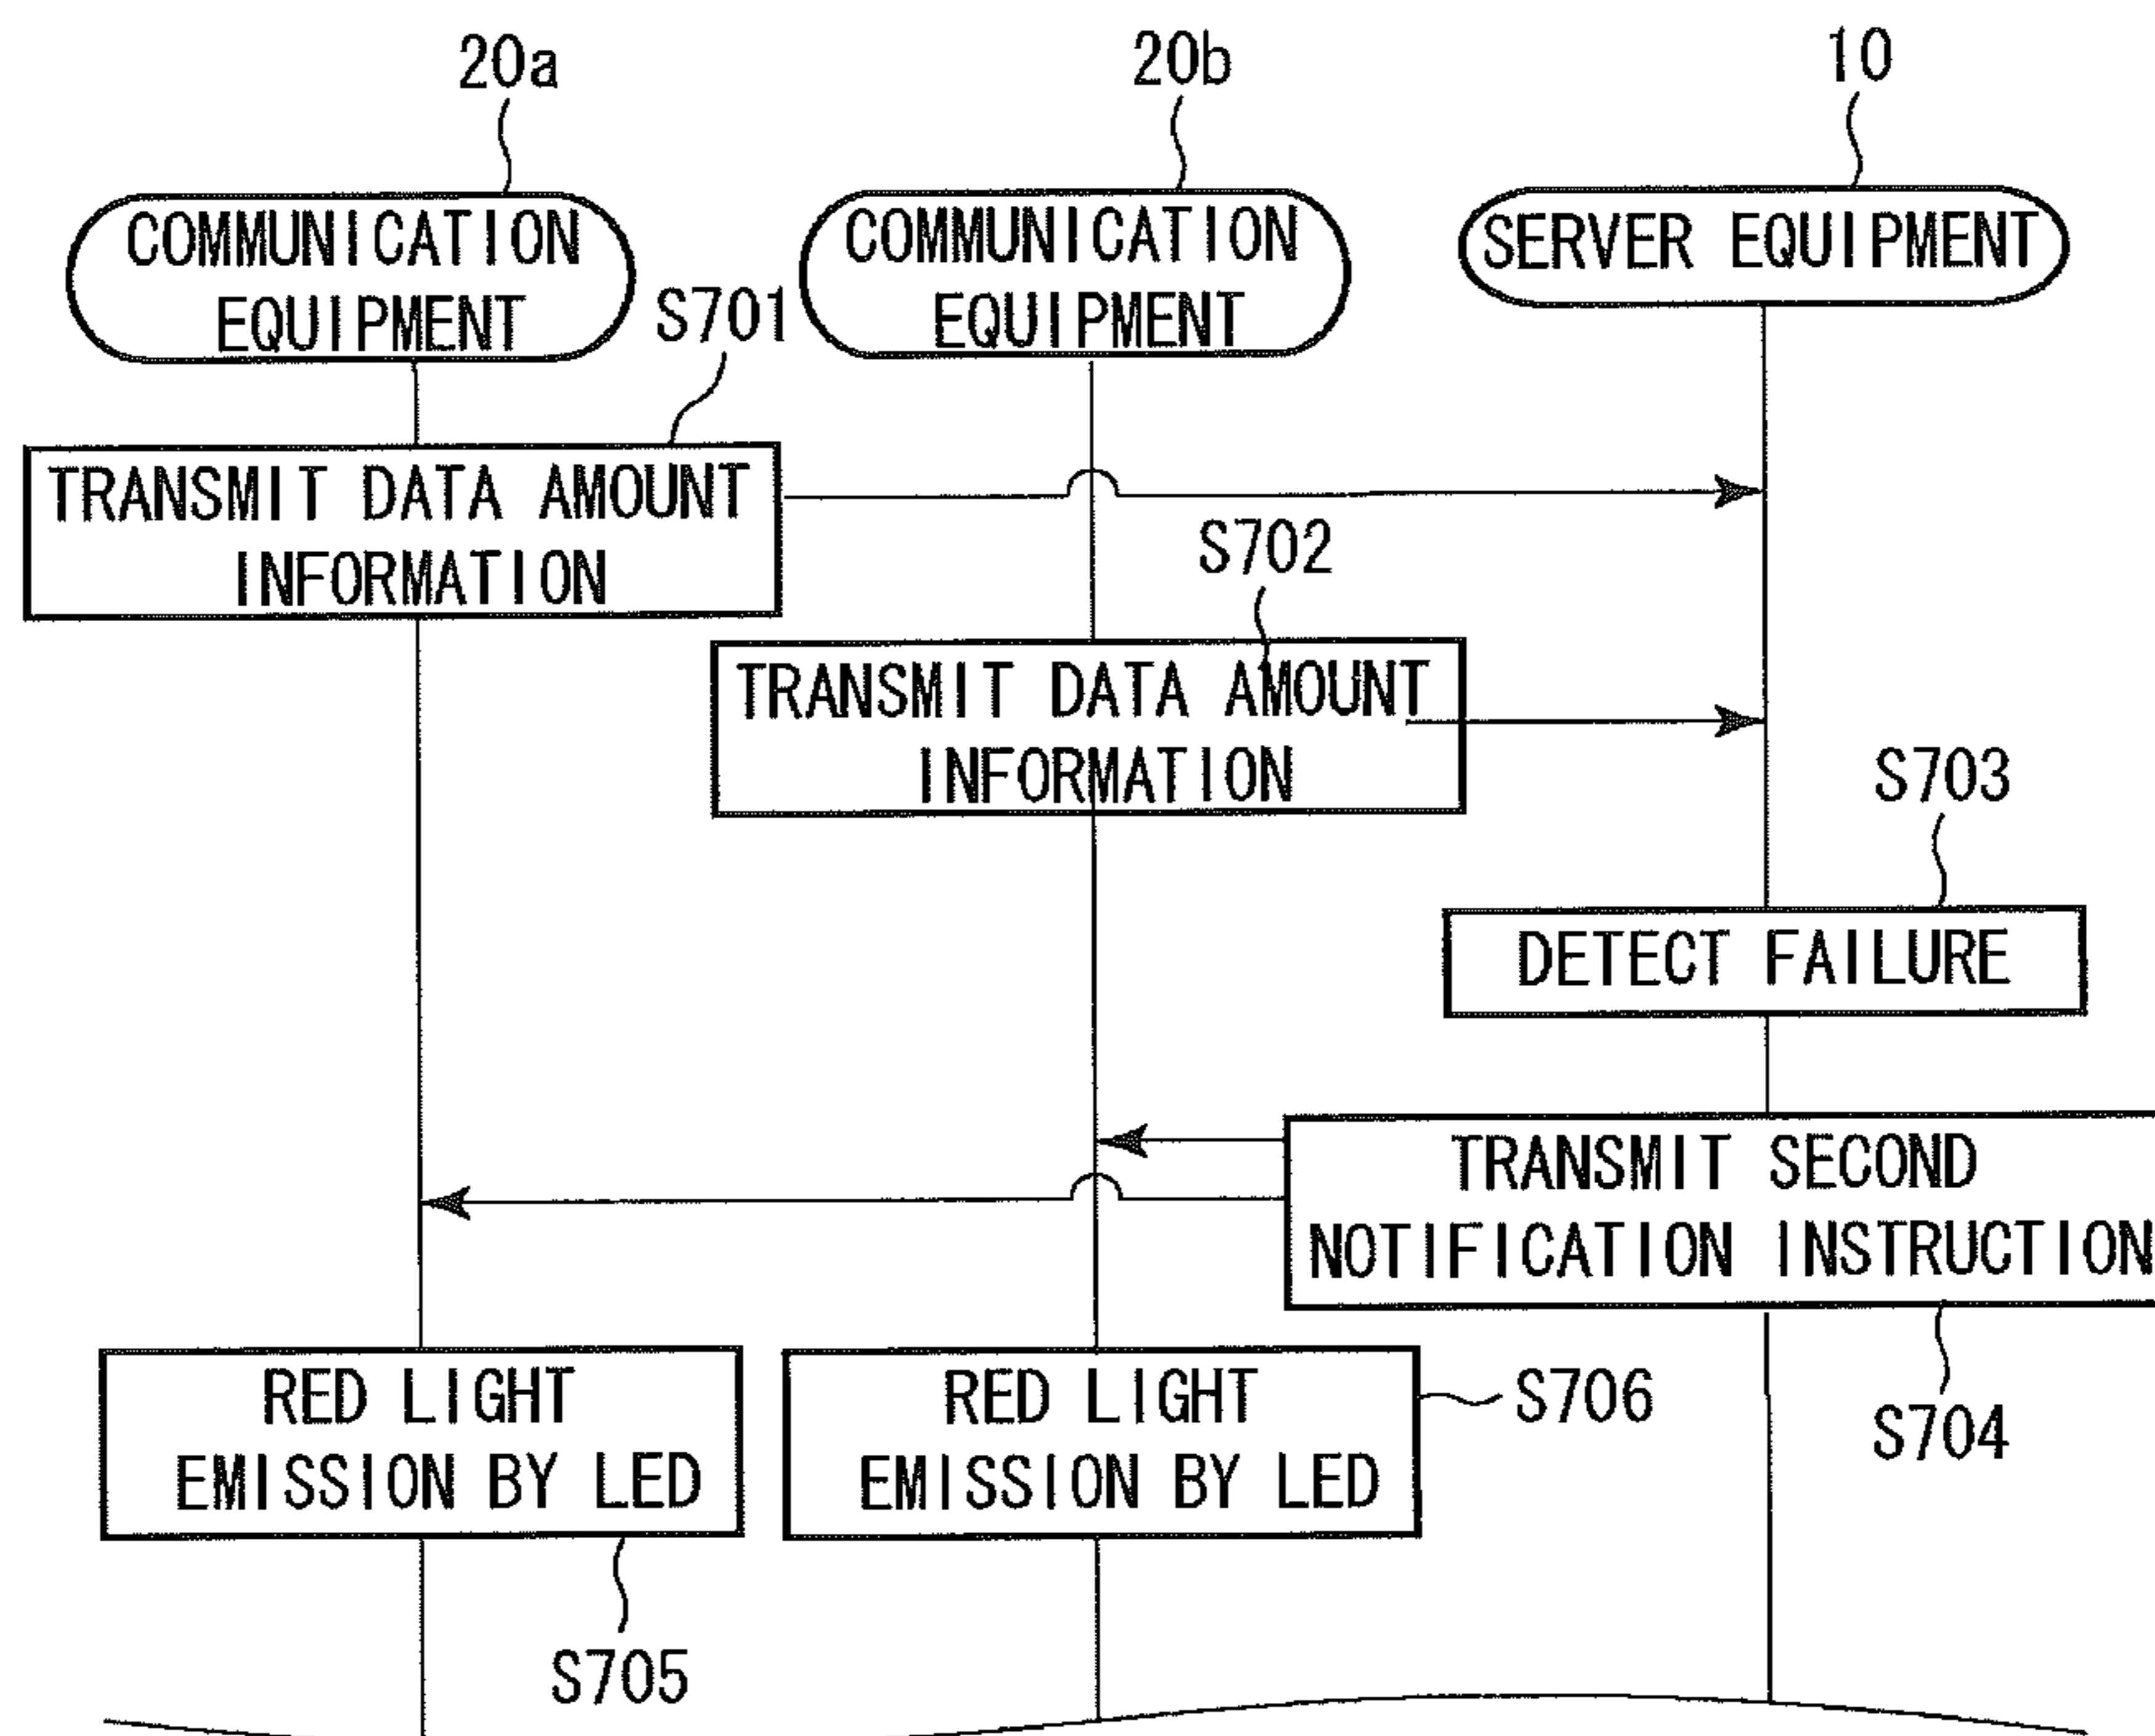 20a
20b
10
COMMUNICATION
EQUIPMENT
COMMUNICATION
EQUIPMENT
SERVER EQUIPMENT
S701
TRANSMIT DATA AMOUNT
INFORMATION
S702
TRANSMIT DATA AMOUNT
INFORMATION
S703
DETECT FAILURE
TRANSMIT SECOND
NOTIFICATION INSTRUCTION
S704
RED LIGHT
EMISSION BY LED
S705
RED LIGHT
EMISSION BY LED
S706